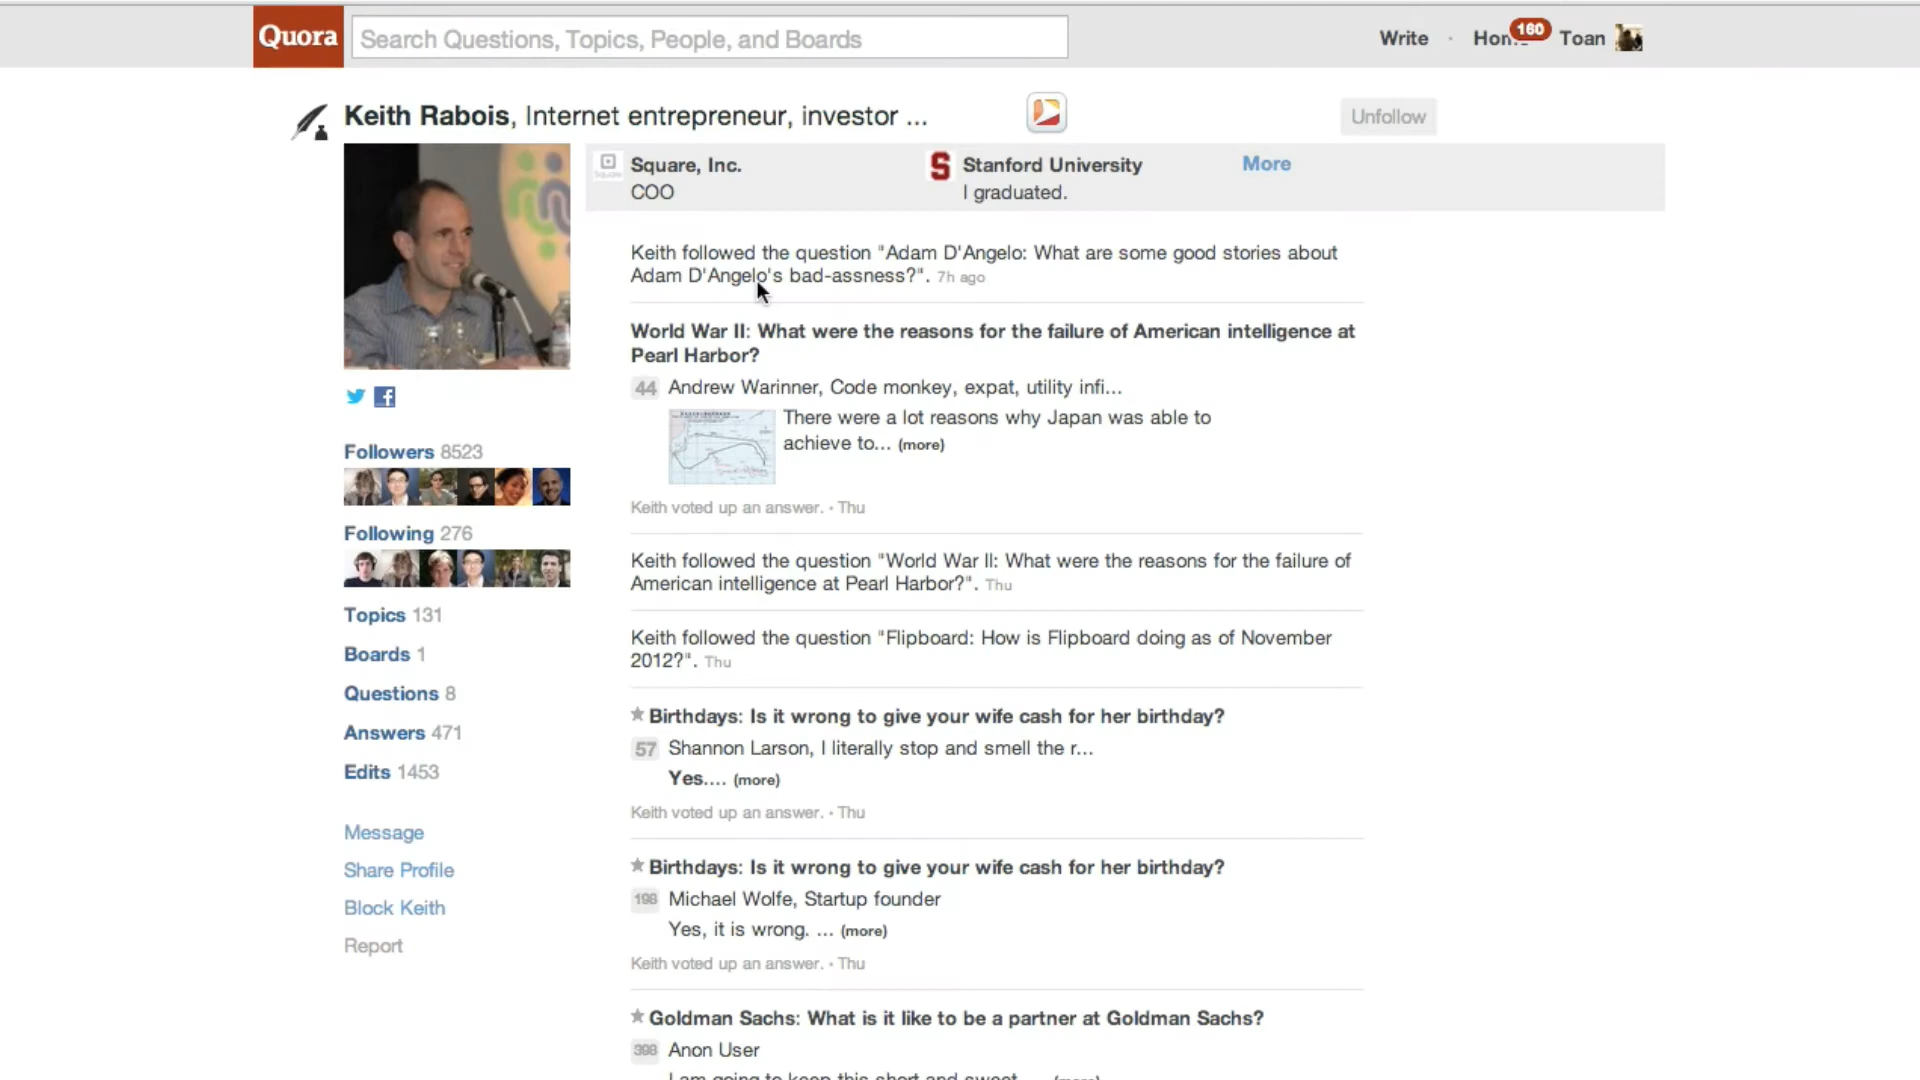 Quora
Search Questions, Topics, People, and Boards
Write · Hom 160 Toan
Keith Rabois, Internet entrepreneur, investor ...
Unfollow
Square, Inc.
COO
Stanford University
I graduated.
More
Keith followed the question "Adam D'Angelo: What are some good stories about
Adam D'Angelo's bad-assness?". 7h ago
World War II: What were the reasons for the failure of American intelligence at
Pearl Harbor?
44 Andrew Warinner, Code monkey, expat, utility infi...
There were a lot reasons why Japan was able to
achieve to... (more)
Keith voted up an answer. • Thu
Keith followed the question "World War II: What were the reasons for the failure of
American intelligence at Pearl Harbor?". Thu
Keith followed the question "Flipboard: How is Flipboard doing as of November
2012?". Thu
Birthdays: Is it wrong to give your wife cash for her birthday?
57 Shannon Larson, I literally stop and smell the r...
Yes.... (more)
Keith voted up an answer. • Thu
Birthdays: Is it wrong to give your wife cash for her birthday?
198 Michael Wolfe, Startup founder
Yes, it is wrong. ... (more)
Keith voted up an answer. • Thu
Goldman Sachs: What is it like to be a partner at Goldman Sachs?
398 Anon User
I am going to keep this short and sweet. ... (more)
Followers 8523
Following 276
Topics 131
Boards 1
Questions 8
Answers 471
Edits 1453
Message
Share Profile
Block Keith
Report